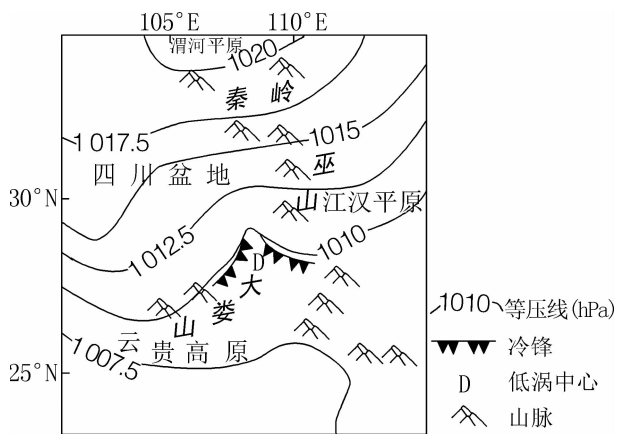 105°E 110°E
渭河平原
1020
秦岭
1 017.5
1015
四川盆地
巫山
30°N
江汉平原
1 012.5
1010
D
大娄山
云贵高原
1 007.5
25°N
1010 等压线(hPa)
冷锋
D 低涡中心
山脉